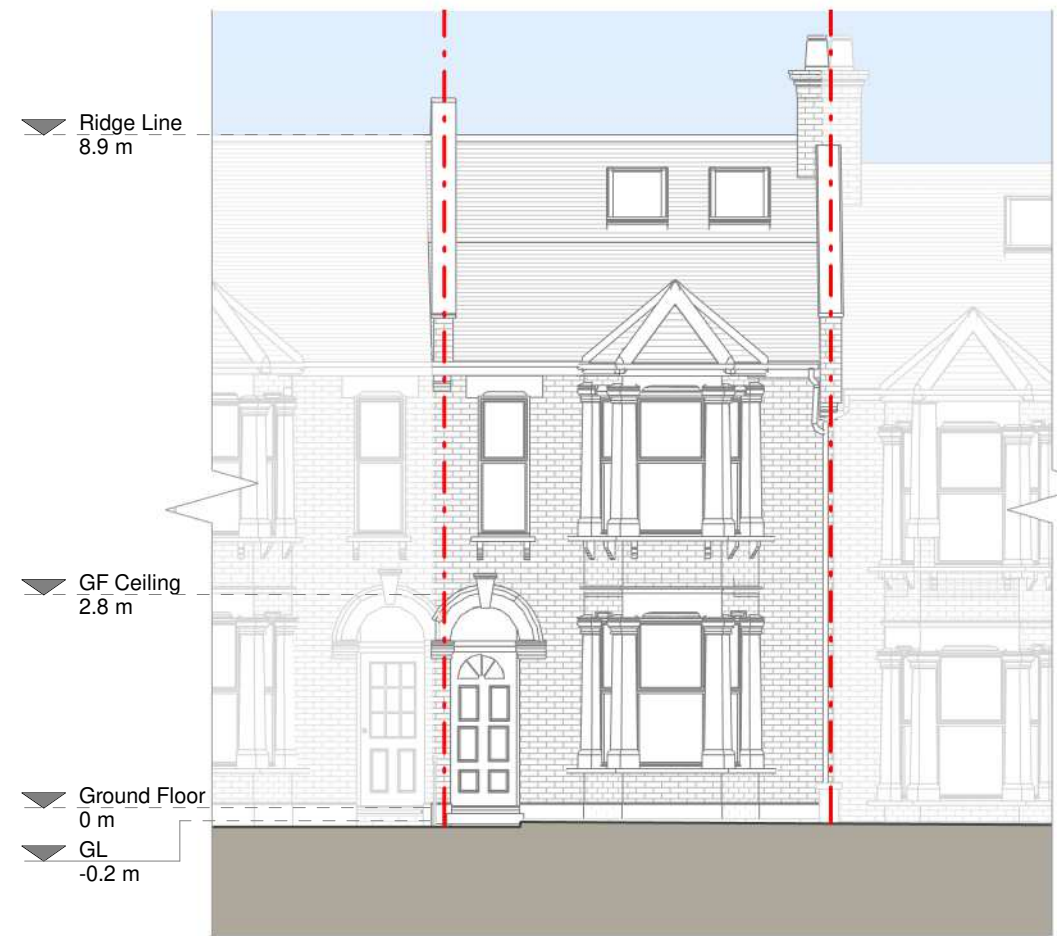 Ridge Line
8.9 m
GF Ceiling
2.8 m
Ground Floor
0 m
GL
-0.2 m